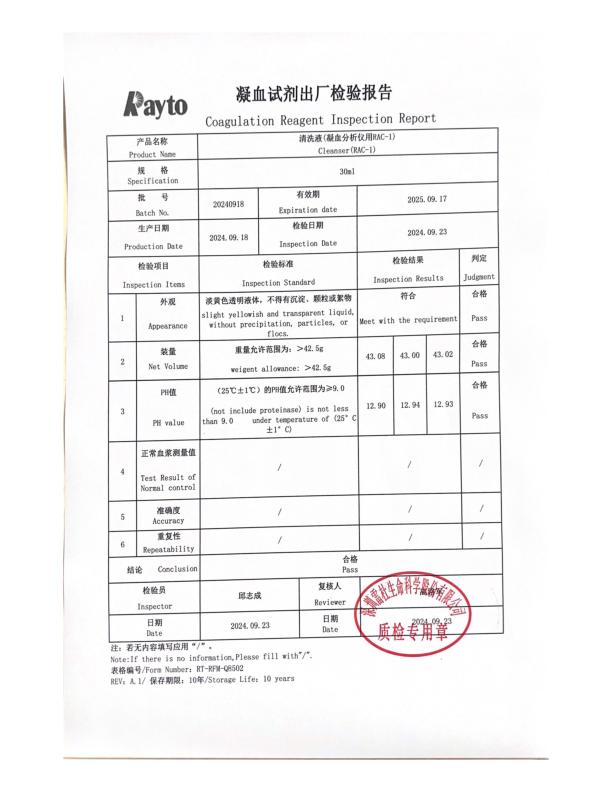 Rayto
凝血试剂出厂检验报告
Coagulation Reagent Inspection Report
产品名称
Product Name
清洗液(凝血分析仪用RAC-1)
Cleanser(RAC-1)
规 格
Specification
30ml
批 号
Batch No.
20240918
有效期
Expiration date
2025.09.17
生产日期
Production Date
2024.09.18
检验日期
Inspection Date
2024.09.23
检验项目
Inspection Items
检验标准
Inspection Standard
检验结果
Inspection Results
判定
Judgment
1
外观
Appearance
淡黄色透明液体，不得有沉淀、颗粒或絮物
slight yellowish and transparent liquid,
without precipitation, particles, or
flocs.
符合
Meet with the requirement
合格
Pass
2
装量
Net Volume
重量允许范围为：>42.5g
weigent allowance: >42.5g
43.08 43.00 43.02
合格
Pass
3
PH值
PH value
(25℃±1℃)的PH值允许范围为≥9.0
(not include proteinase) is not less
than 9.0 under temperature of (25°C
±1°C)
12.90 12.94 12.93
合格
Pass
4
正常血浆测量值
Test Result of
Normal control
/ / /
5
准确度
Accuracy
/ / /
6
重复性
Repeatability
/ / /
结论 Conclusion
合格
Pass
检验员
Inspector
邱志成
复核人
Reviewer
日期
Date
2024.09.23
日期
Date
2024.09.23
深圳雷杜生命科学股份有限公司
质检专用章
注：若无内容填写应用"/"。
Note:If there is no information,Please fill with"/".
表格编号/Form Number: RT-RFM-Q8502
REV: A.1/ 保存期限：10年/Storage Life: 10 years